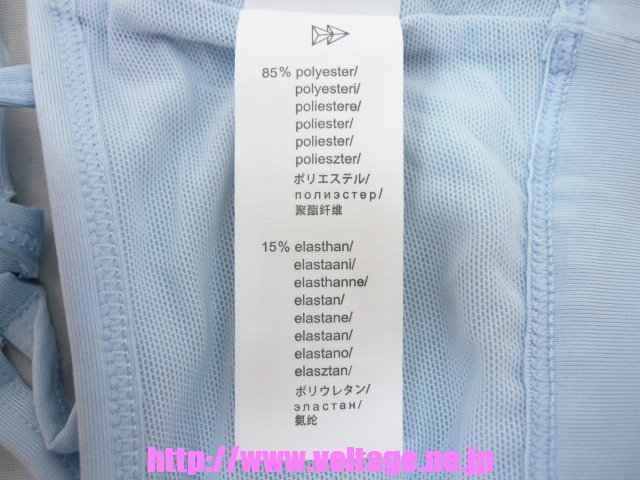 85% polyester/
polyesteri/
poliestere/
poliester/
poliester/
polieszter/
ポリエステル/
полиэстер/
聚酯纤维
15% elasthan/
elastaani/
elasthanne/
elastan/
elastane/
elastaan/
elastano/
elasztan/
ポリウレタン/
эластан/
氨纶
http://www.voltage.ne.jp